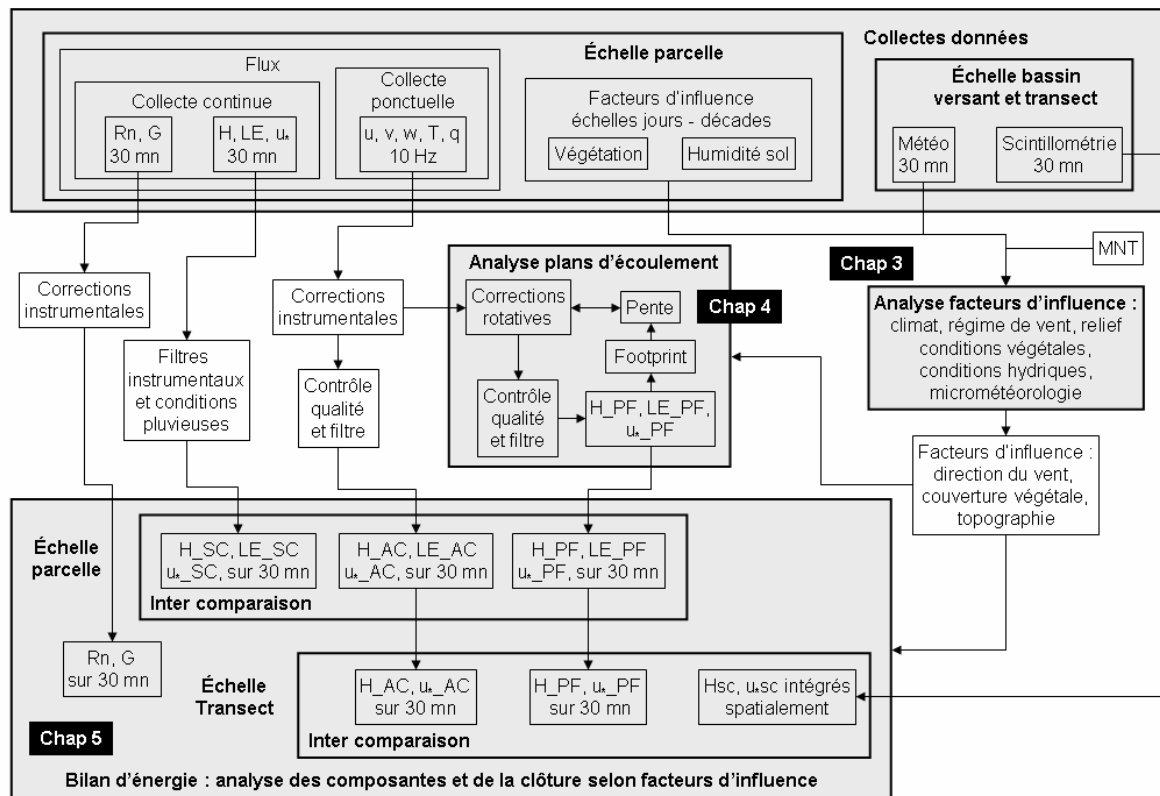 Collectes données
Échelle parcelle
Flux
Collecte continue
Rn, G
30 mn
H, LE, u*
30 mn
Collecte
ponctuelle
u, v, w, T, q
10 Hz
Facteurs d'influence
échelles jours - décades
Végétation
Humidité sol
Échelle bassin
versant et transect
Météo
30 mn
Scintillométrie
30 mn
MNT
Chap 3
Corrections
instrumentales
Filtres
instrumentaux
et conditions
pluvieuses
Corrections
instrumentales
Contrôle
qualité
et filtre
Analyse plans d'écoulement
Corrections
rotatives
Pente
Footprint
Contrôle
qualité
et filtre
H_PF, LE_PF,
u*_PF
Chap 4
Analyse facteurs d'influence :
climat, régime de vent, relief
conditions végétales,
conditions hydriques,
micrométéorologie
Facteurs d'influence :
direction du vent,
couverture végétale,
topographie
Échelle
parcelle
H_SC, LE_SC
u*_SC, sur 30 mn
H_AC, LE_AC
u*_AC, sur 30 mn
H_PF, LE_PF
u*_PF, sur 30 mn
Inter comparaison
Rn, G
sur 30 mn
Échelle
Transect
H_AC, u*_AC
sur 30 mn
H_PF, u*_PF
sur 30 mn
Hsc, u*sc intégrés
spatialement
Inter comparaison
Chap 5
Bilan d'énergie : analyse des composantes et de la clôture selon facteurs d'influence